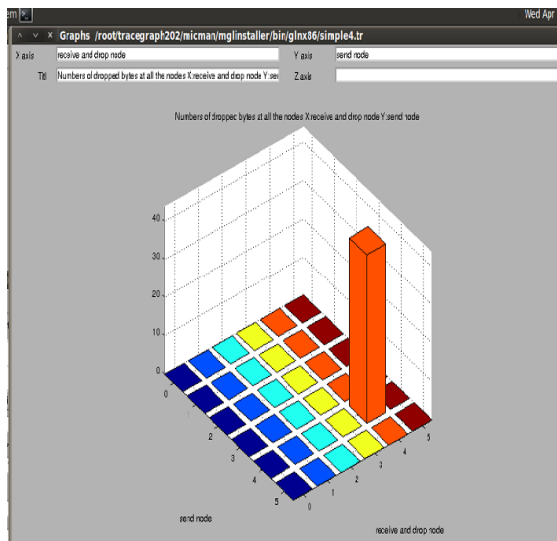 em
Wed Apr
Graphs /root/tracegraph202/micman/mglinstaller/bin/glnx86/simple4.tr
X axis receive and drop node Y axis send node
Titl Numbers of dropped bytes at all the nodes X:receive and drop node Y:sen Z axis
Numbers of dropped bytes at all the nodes X:receive and drop node Y:send node
40
30
20
10
0
0 1 2 3 4 5
0 1 2 3 4 5
send node
receive and drop node